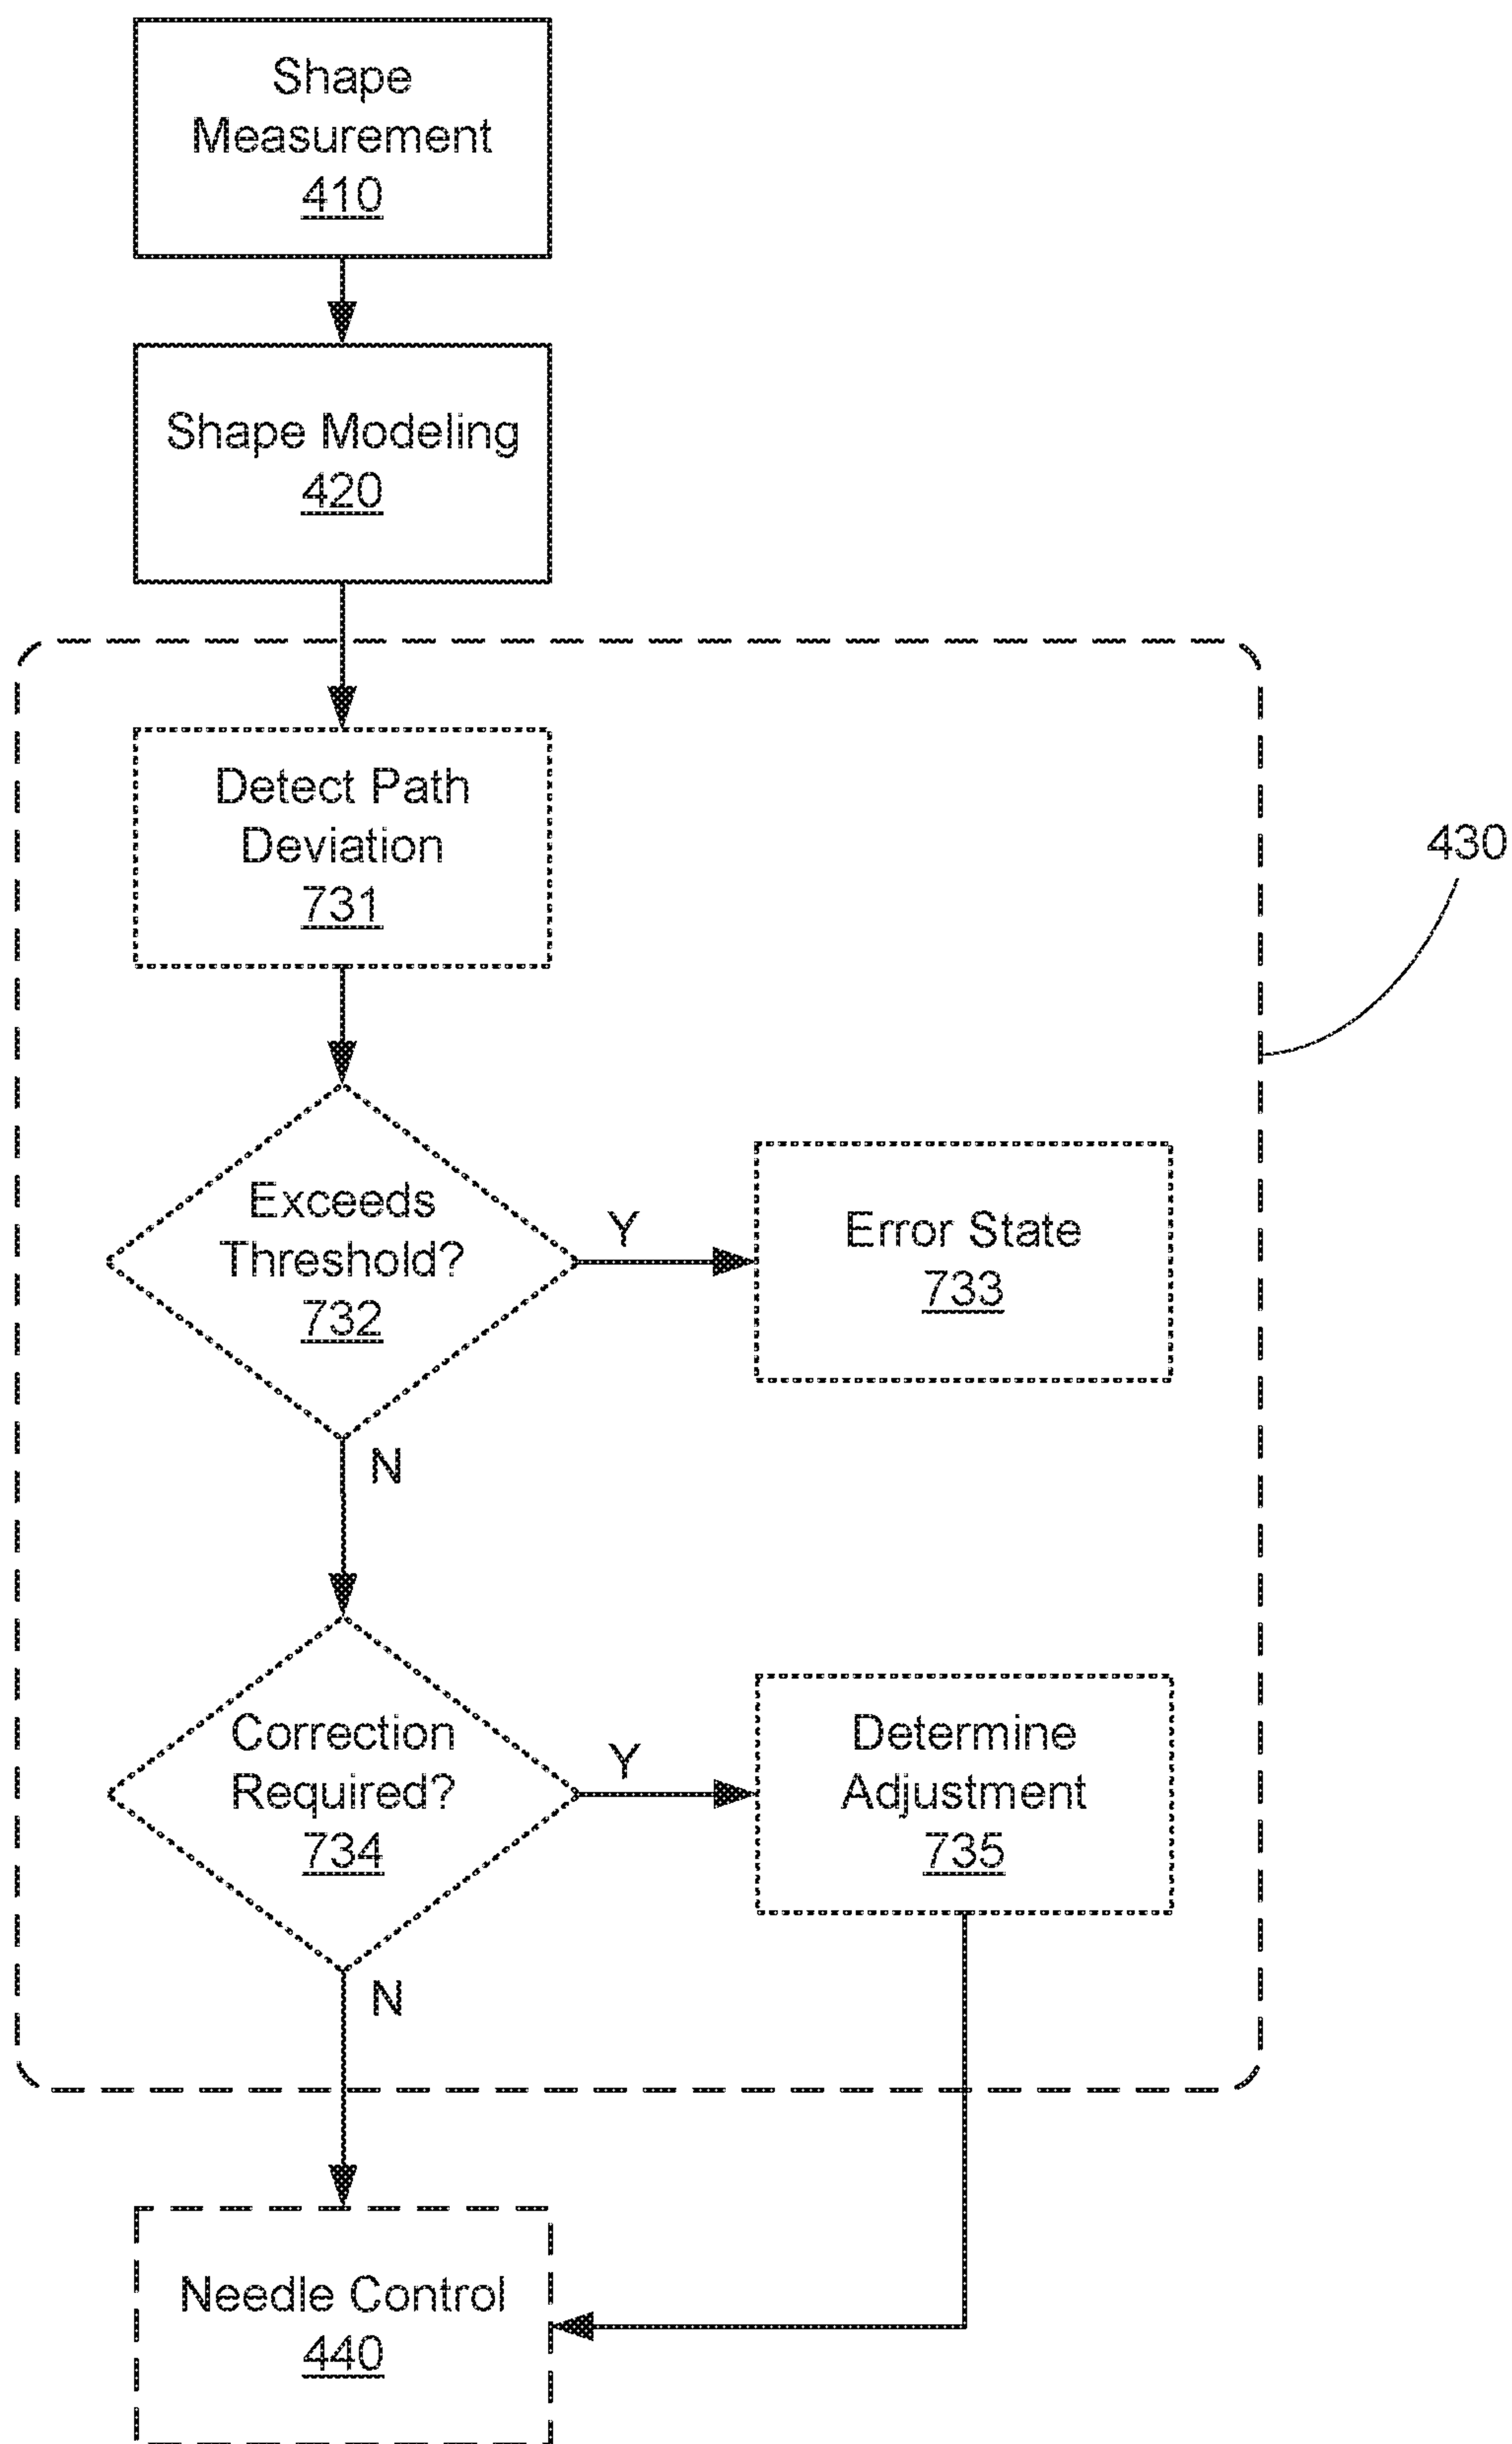 Shape
Measurement
410
Shape Modeling
420
Detect Path
Deviation
731
430
Exceeds
Threshold?
732
Y
Error State
733
N
Correction
Required?
734
Y
Determine
Adjustment
735
N
Needle Control
440